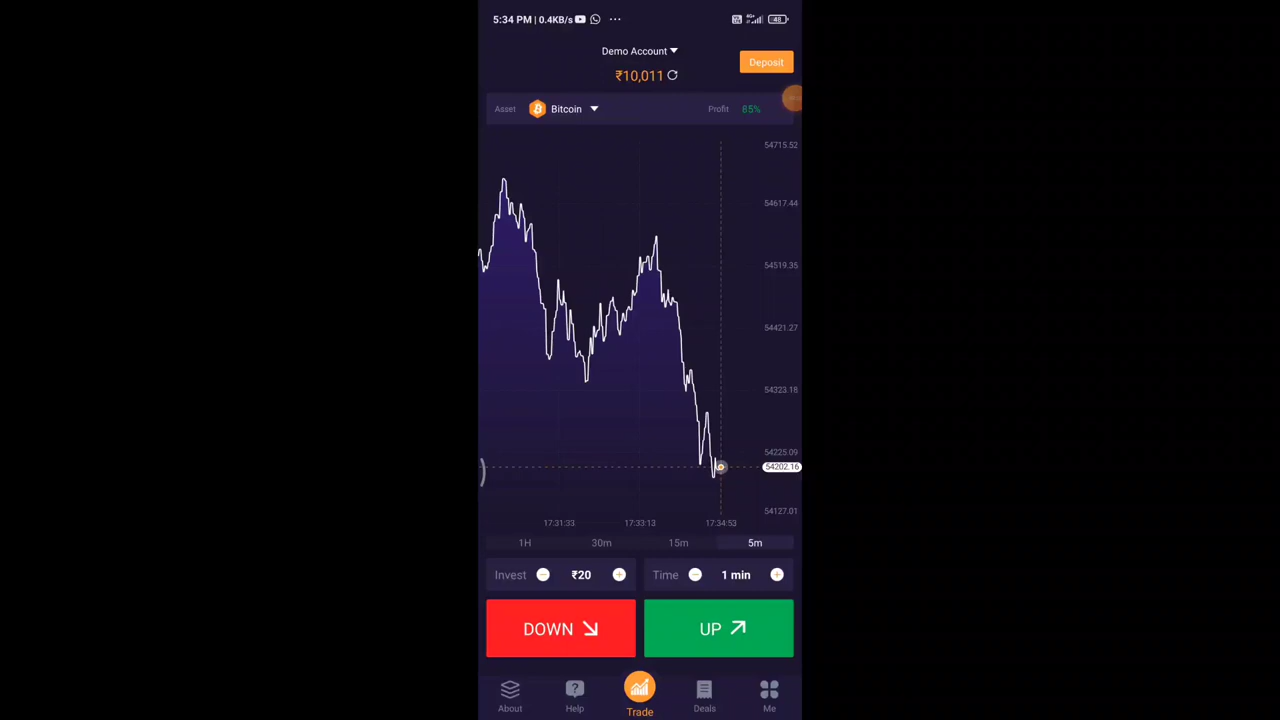 5:34 PM | 0.4KB/s ... 48
Demo Account
₹10,011
Deposit
Asset Bitcoin Profit 85%
54715.52
54617.44
54519.35
54421.27
54323.18
54225.09
54202.16
54127.01
17:31:33 17:33:13 17:34:53
1H 30m 15m 5m
Invest − ₹20 + Time − 1 min +
DOWN UP
About Help Trade Deals Me